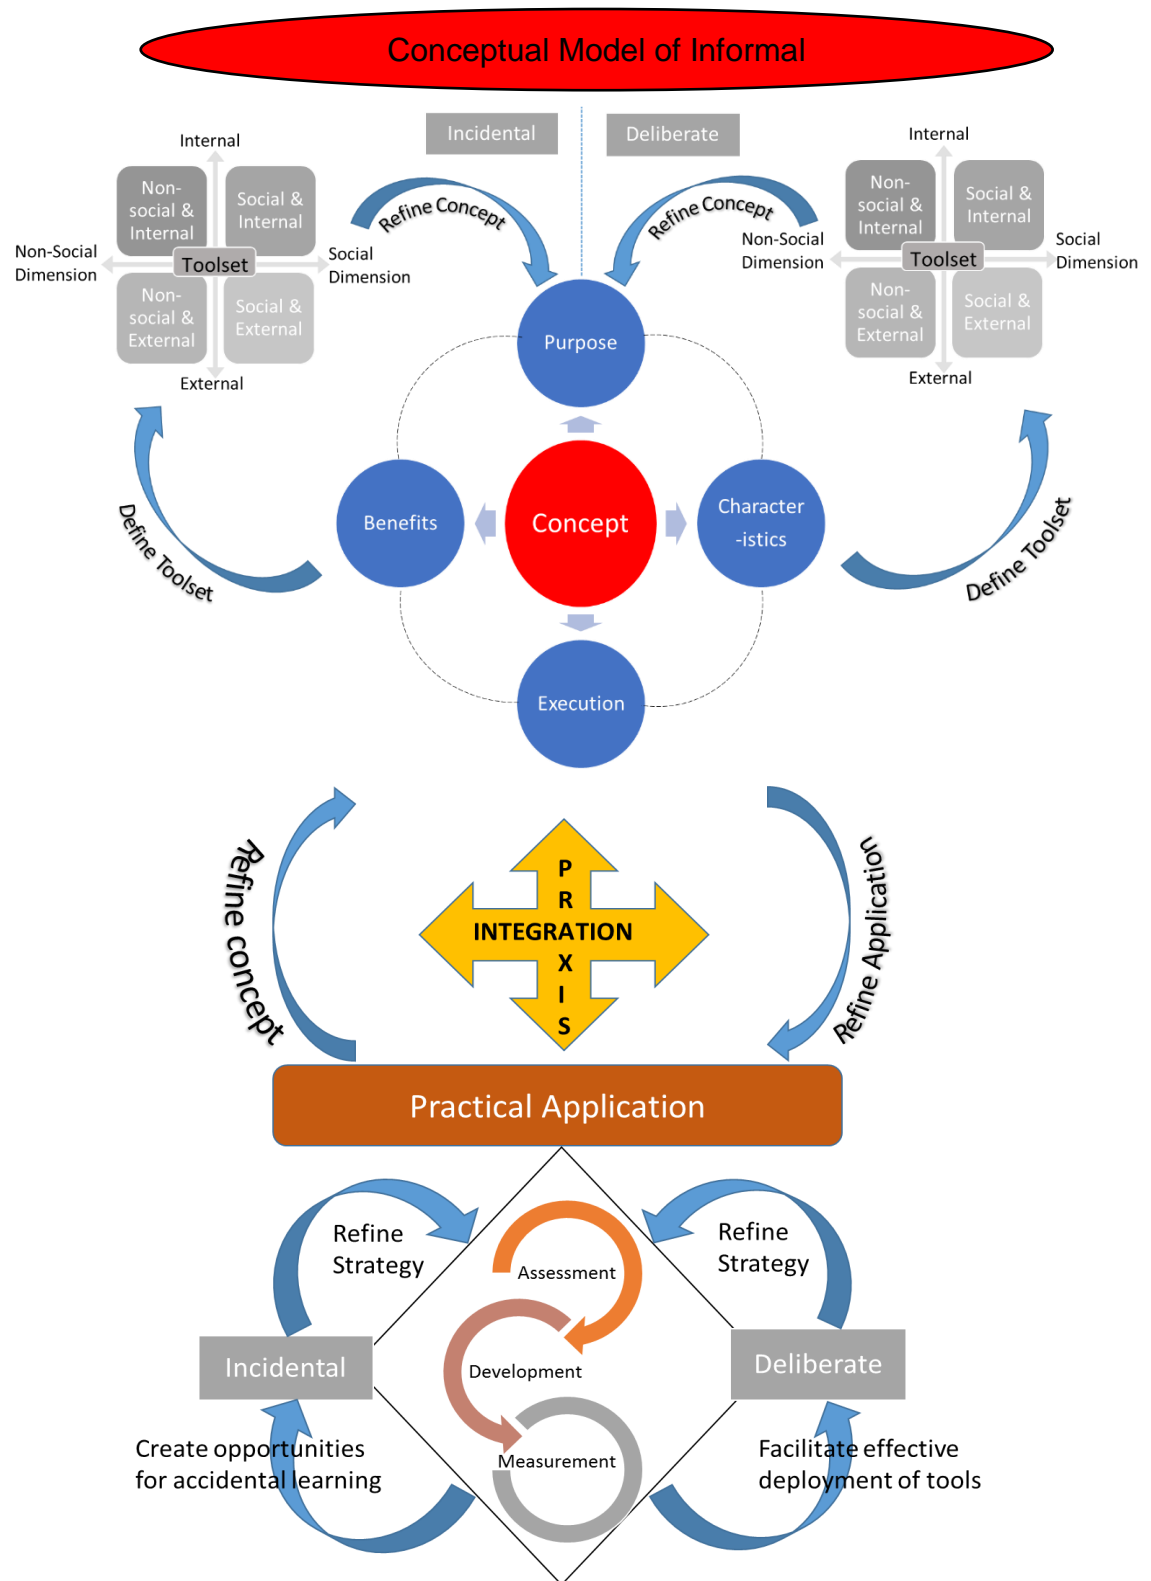 Conceptual Model of Informal
Incidental
Deliberate
Internal
Non-
social &
Internal
Social &
Internal
Non-Social
Dimension
Toolset
Social
Dimension
Non-
social &
External
Social &
External
External
Refine Concept
Refine Concept
Internal
Non-
social &
Internal
Social &
Internal
Non-Social
Dimension
Toolset
Social
Dimension
Non-
social &
External
Social &
External
External
Purpose
Benefits
Concept
Character
-istics
Execution
Define Toolset
Define Toolset
Refine concept
PRAXIS
INTEGRATION
Refine Application
Practical Application
Refine
Strategy
Refine
Strategy
Assessment
Development
Measurement
Incidental
Deliberate
Create opportunities
for accidental learning
Facilitate effective
deployment of tools